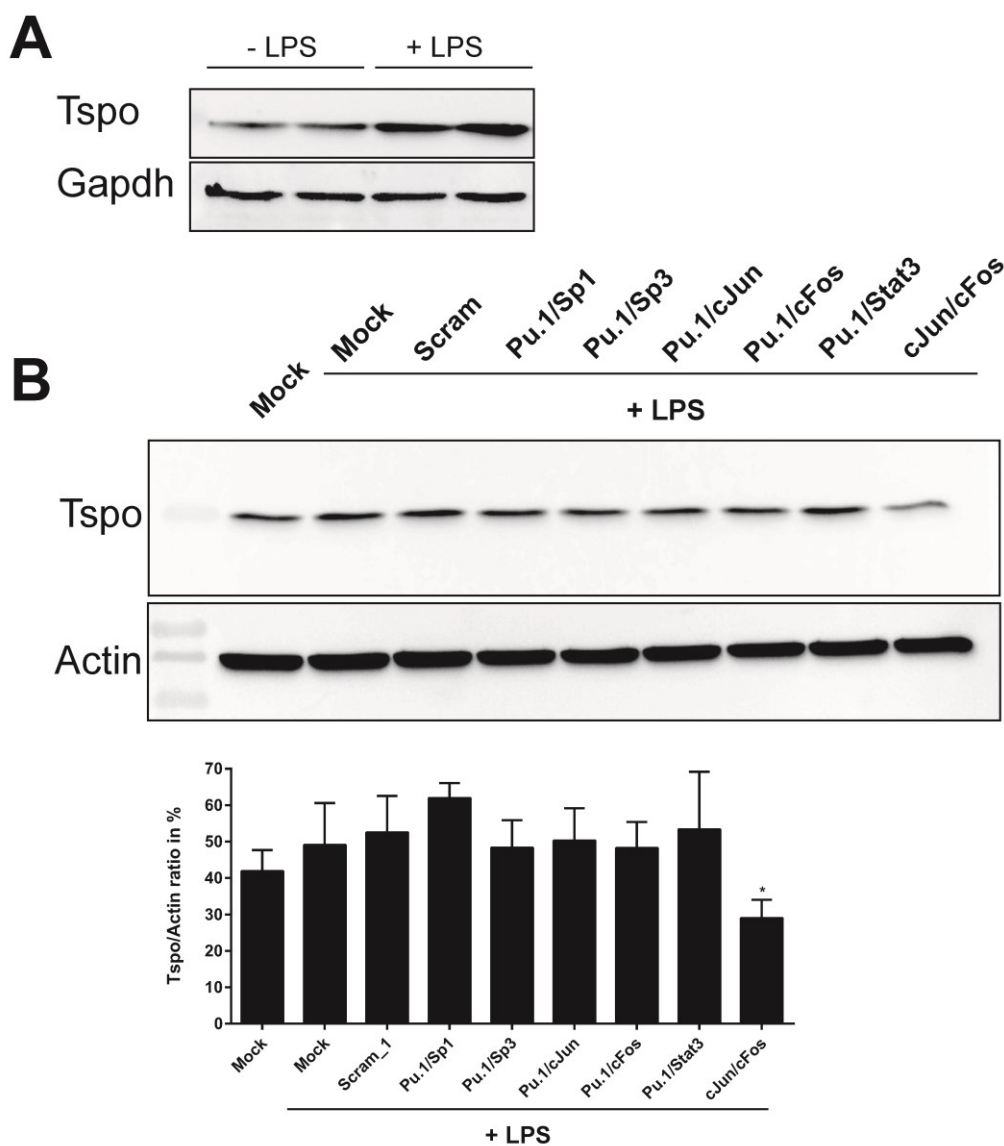 A
- LPS
+ LPS
Tspo
Gapdh
B
Mock
Mock
Scram
Pu.1/Sp1
Pu.1/Sp3
Pu.1/cJun
Pu.1/cFos
Pu.1/Stat3
cJun/cFos
+ LPS
Tspo
Actin
Tspo/Actin ratio in %
70
60
50
40
30
20
10
0
*
Mock
Mock
Scram_1
Pu.1/Sp1
Pu.1/Sp3
Pu.1/cJun
Pu.1/cFos
Pu.1/Stat3
cJun/cFos
+ LPS